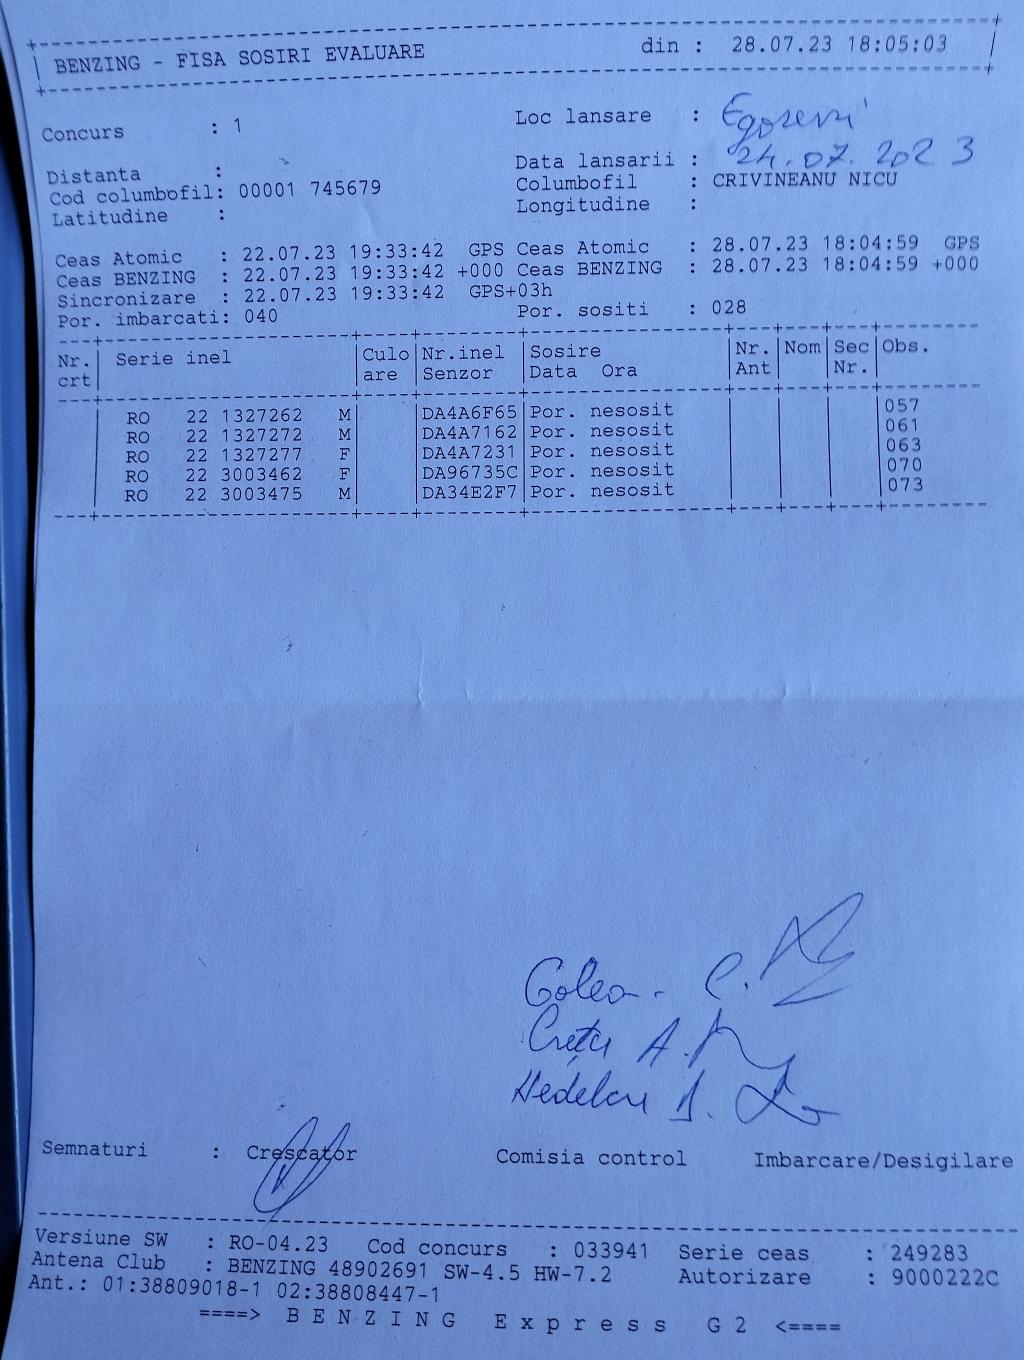 BENZING - FISA SOSIRI EVALUARE din : 28.07.23 18:05:03
Concurs : 1 Loc lansare :
Distanta : Data lansarii : 24.07.2023
Cod columbofil: 00001 745679 Columbofil : CRIVINEANU NICU
Latitudine : Longitudine :
Ceas Atomic : 22.07.23 19:33:42 GPS Ceas Atomic : 28.07.23 18:04:59 GPS
Ceas BENZING : 22.07.23 19:33:42 +000 Ceas BENZING : 28.07.23 18:04:59 +000
Sincronizare : 22.07.23 19:33:42 GPS+03h
Por. imbarcati: 040 Por. sositi : 028
Nr. Serie inel Culo Nr.inel Sosire Nr. Nom Sec Obs.
crt are Senzor Data Ora Ant Nr.
RO 22 1327262 M DA4A6F65 Por. nesosit 057
RO 22 1327272 M DA4A7162 Por. nesosit 061
RO 22 1327277 F DA4A7231 Por. nesosit 063
RO 22 3003462 F DA96735C Por. nesosit 070
RO 22 3003475 M DA34E2F7 Por. nesosit 073
Golea - C.
Crețu A.
Nedelcu I.
Semnaturi : Crescator Comisia control Imbarcare/Desigilare
Versiune SW : RO-04.23 Cod concurs : 033941 Serie ceas : 249283
Antena Club : BENZING 48902691 SW-4.5 HW-7.2 Autorizare : 9000222C
Ant.: 01:38809018-1 02:38808447-1
====> B E N Z I N G E x p r e s s G 2 <====